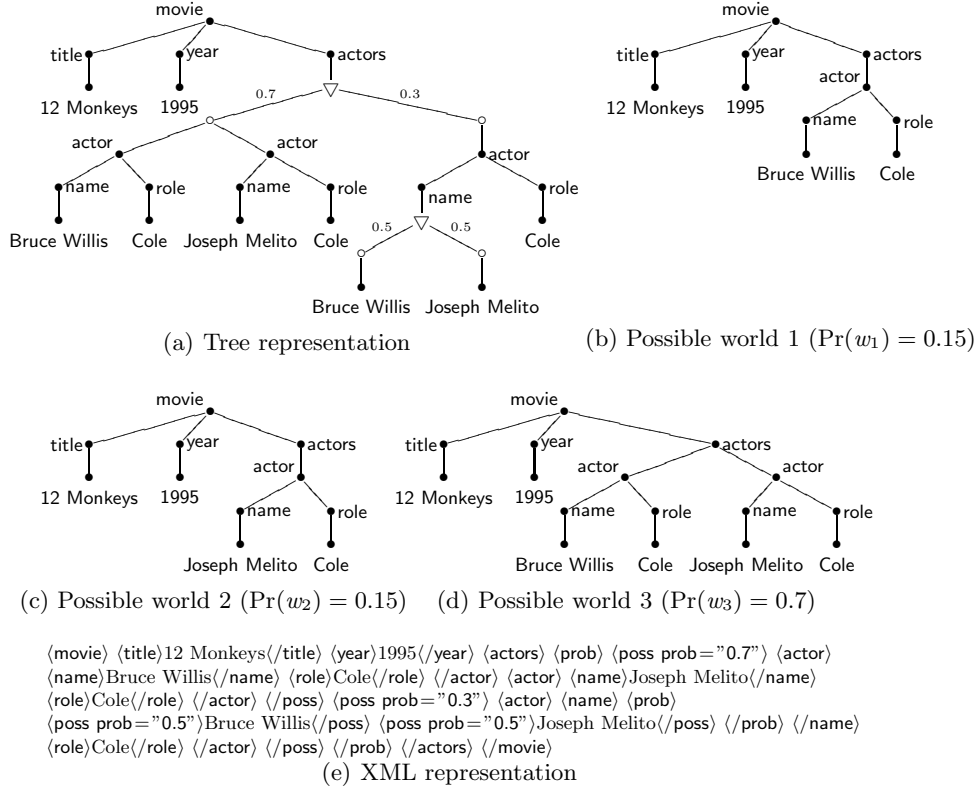 movie
title year actors
12 Monkeys 1995
0.7 0.3
actor actor actor
name role name role name role
Bruce Willis Cole Joseph Melito Cole Cole
0.5 0.5
Bruce Willis Joseph Melito
(a) Tree representation
movie
title year actors
actor
12 Monkeys 1995
name role
Bruce Willis Cole
(b) Possible world 1 (Pr(w₁) = 0.15)
movie
title year actors
actor
12 Monkeys 1995
name role
Joseph Melito Cole
(c) Possible world 2 (Pr(w₂) = 0.15)
movie
title year actors
actor actor
12 Monkeys 1995
name role name role
Bruce Willis Cole Joseph Melito Cole
(d) Possible world 3 (Pr(w₃) = 0.7)
⟨movie⟩ ⟨title⟩12 Monkeys⟨/title⟩ ⟨year⟩1995⟨/year⟩ ⟨actors⟩ ⟨prob⟩ ⟨poss prob="0.7"⟩ ⟨actor⟩
⟨name⟩Bruce Willis⟨/name⟩ ⟨role⟩Cole⟨/role⟩ ⟨/actor⟩ ⟨actor⟩ ⟨name⟩Joseph Melito⟨/name⟩
⟨role⟩Cole⟨/role⟩ ⟨/actor⟩ ⟨/poss⟩ ⟨poss prob="0.3"⟩ ⟨actor⟩ ⟨name⟩ ⟨prob⟩
⟨poss prob="0.5"⟩Bruce Willis⟨/poss⟩ ⟨poss prob="0.5"⟩Joseph Melito⟨/poss⟩ ⟨/prob⟩ ⟨/name⟩
⟨role⟩Cole⟨/role⟩ ⟨/actor⟩ ⟨/poss⟩ ⟨/prob⟩ ⟨/actors⟩ ⟨/movie⟩
(e) XML representation